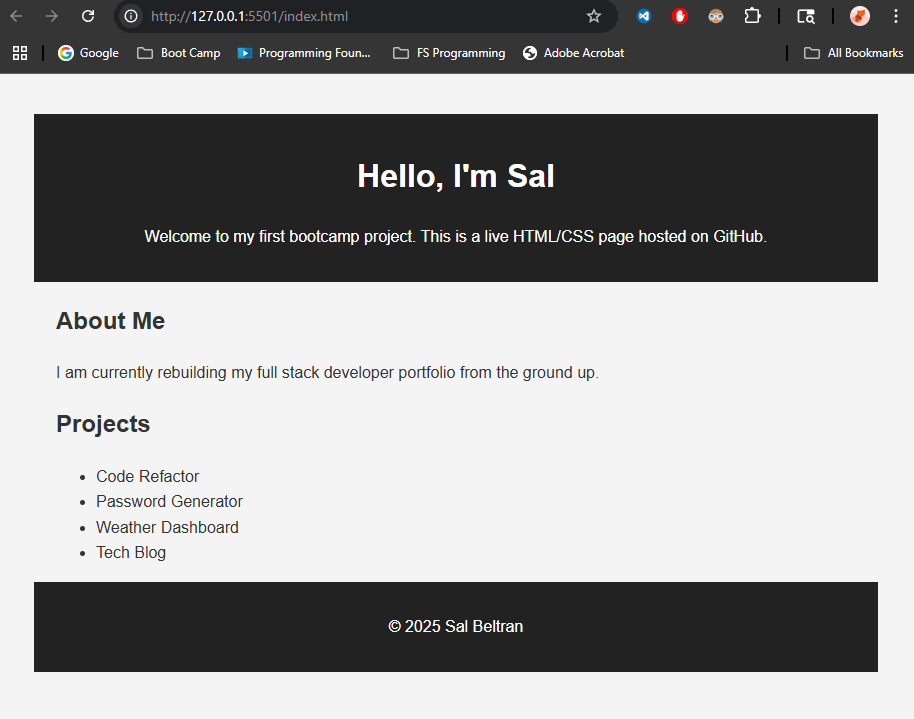 http://127.0.0.1:5501/index.html
Google Boot Camp Programming Foun... FS Programming Adobe Acrobat All Bookmarks
Hello, I'm Sal
Welcome to my first bootcamp project. This is a live HTML/CSS page hosted on GitHub.
About Me
I am currently rebuilding my full stack developer portfolio from the ground up.
Projects
• Code Refactor
• Password Generator
• Weather Dashboard
• Tech Blog
© 2025 Sal Beltran